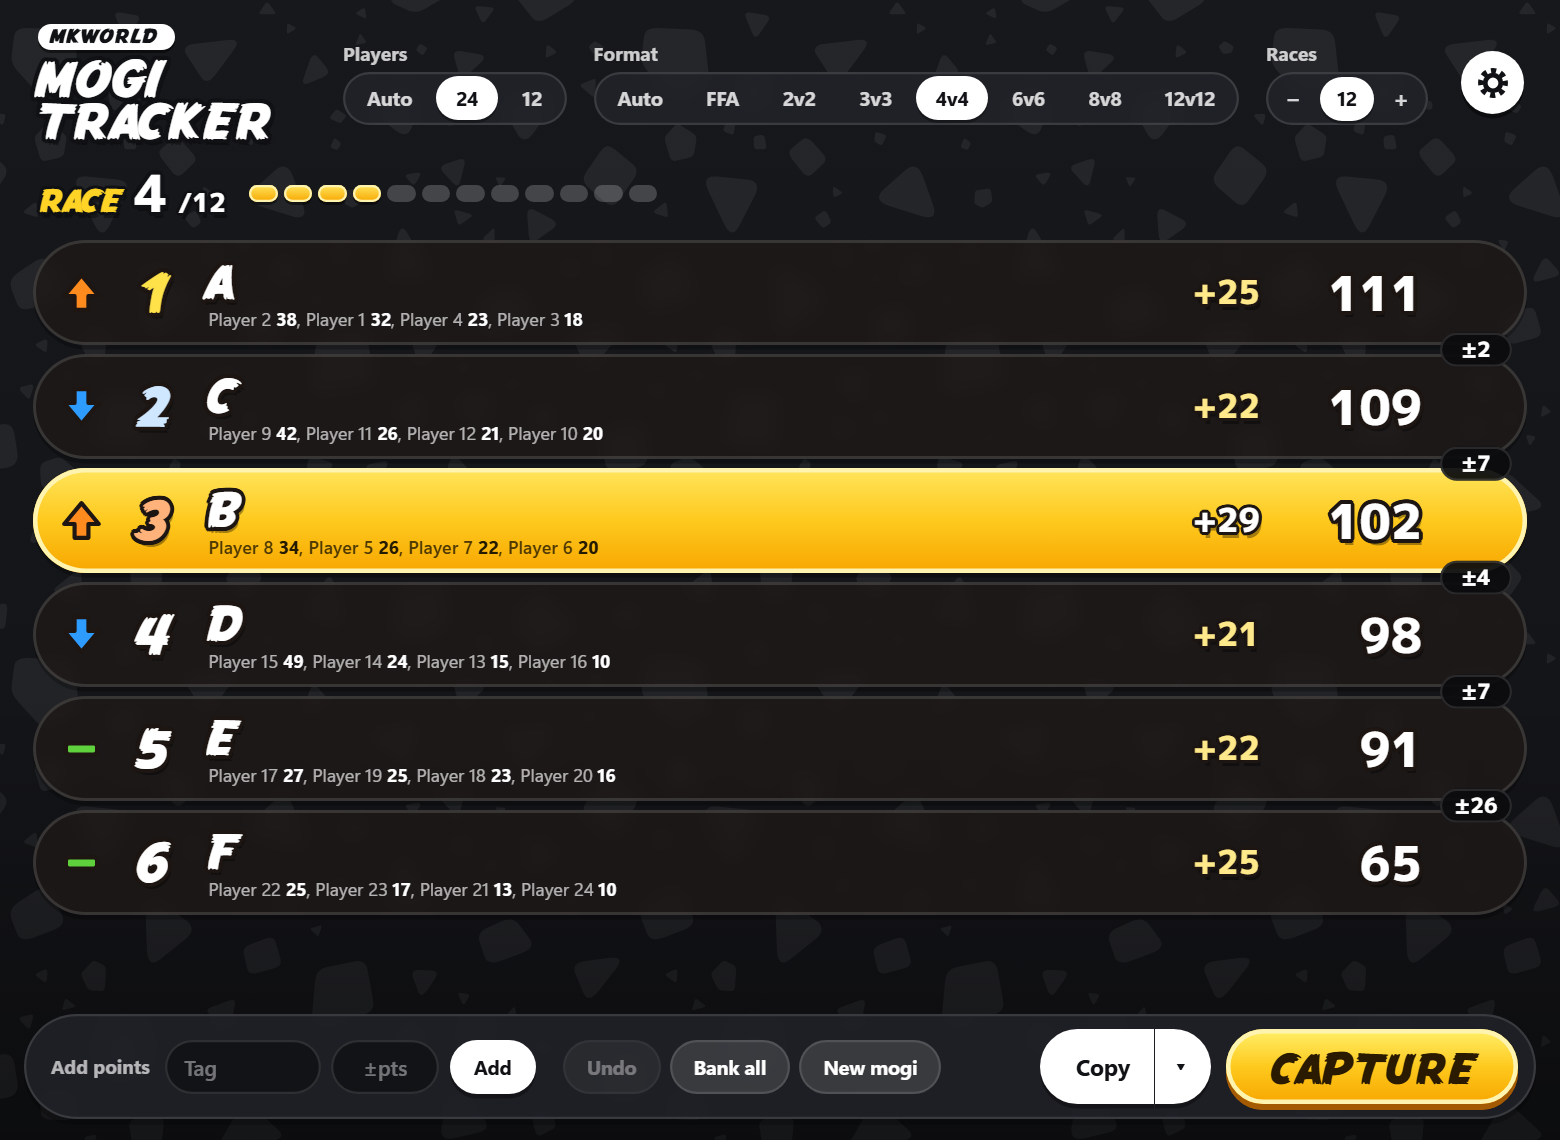 MKWORLD
MOGI
TRACKER
Players
Auto 24 12
Format
Auto FFA 2v2 3v3 4v4 6v6 8v8 12v12
Races
− 12 +
RACE 4 /12
1 A +25 111
Player 2 38, Player 1 32, Player 4 23, Player 3 18
±2
2 C +22 109
Player 9 42, Player 11 26, Player 12 21, Player 10 20
±7
3 B +29 102
Player 8 34, Player 5 26, Player 7 22, Player 6 20
±4
4 D +21 98
Player 15 49, Player 14 24, Player 13 15, Player 16 10
±7
5 E +22 91
Player 17 27, Player 19 25, Player 18 23, Player 20 16
±26
6 F +25 65
Player 22 25, Player 23 17, Player 21 13, Player 24 10
Add points Tag ±pts Add Undo Bank all New mogi Copy CAPTURE